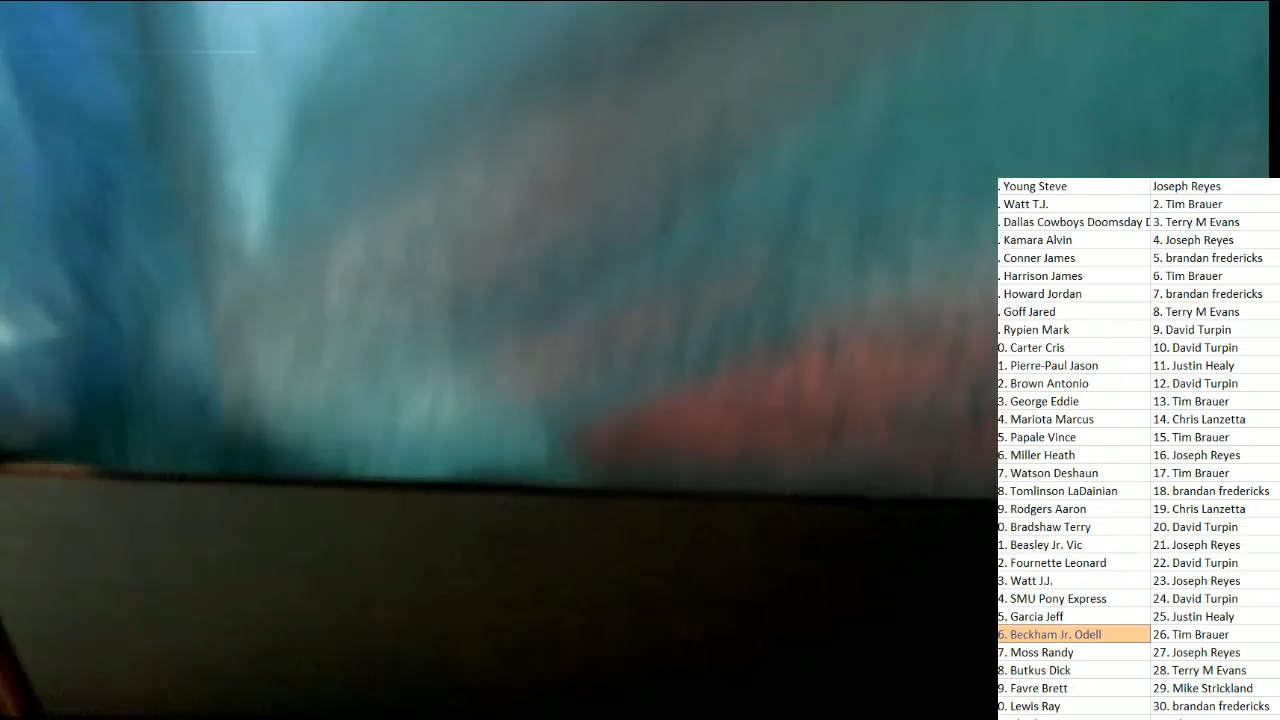 . Young Steve Joseph Reyes
. Watt T.J. 2. Tim Brauer
. Dallas Cowboys Doomsday D 3. Terry M Evans
. Kamara Alvin 4. Joseph Reyes
. Conner James 5. brandan fredericks
. Harrison James 6. Tim Brauer
. Howard Jordan 7. brandan fredericks
. Goff Jared 8. Terry M Evans
. Rypien Mark 9. David Turpin
0. Carter Cris 10. David Turpin
1. Pierre-Paul Jason 11. Justin Healy
2. Brown Antonio 12. David Turpin
3. George Eddie 13. Tim Brauer
4. Mariota Marcus 14. Chris Lanzetta
5. Papale Vince 15. Tim Brauer
6. Miller Heath 16. Joseph Reyes
7. Watson Deshaun 17. Tim Brauer
8. Tomlinson LaDainian 18. brandan fredericks
9. Rodgers Aaron 19. Chris Lanzetta
0. Bradshaw Terry 20. David Turpin
1. Beasley Jr. Vic 21. Joseph Reyes
2. Fournette Leonard 22. David Turpin
3. Watt J.J. 23. Joseph Reyes
4. SMU Pony Express 24. David Turpin
5. Garcia Jeff 25. Justin Healy
6. Beckham Jr. Odell 26. Tim Brauer
7. Moss Randy 27. Joseph Reyes
8. Butkus Dick 28. Terry M Evans
9. Favre Brett 29. Mike Strickland
0. Lewis Ray 30. brandan fredericks